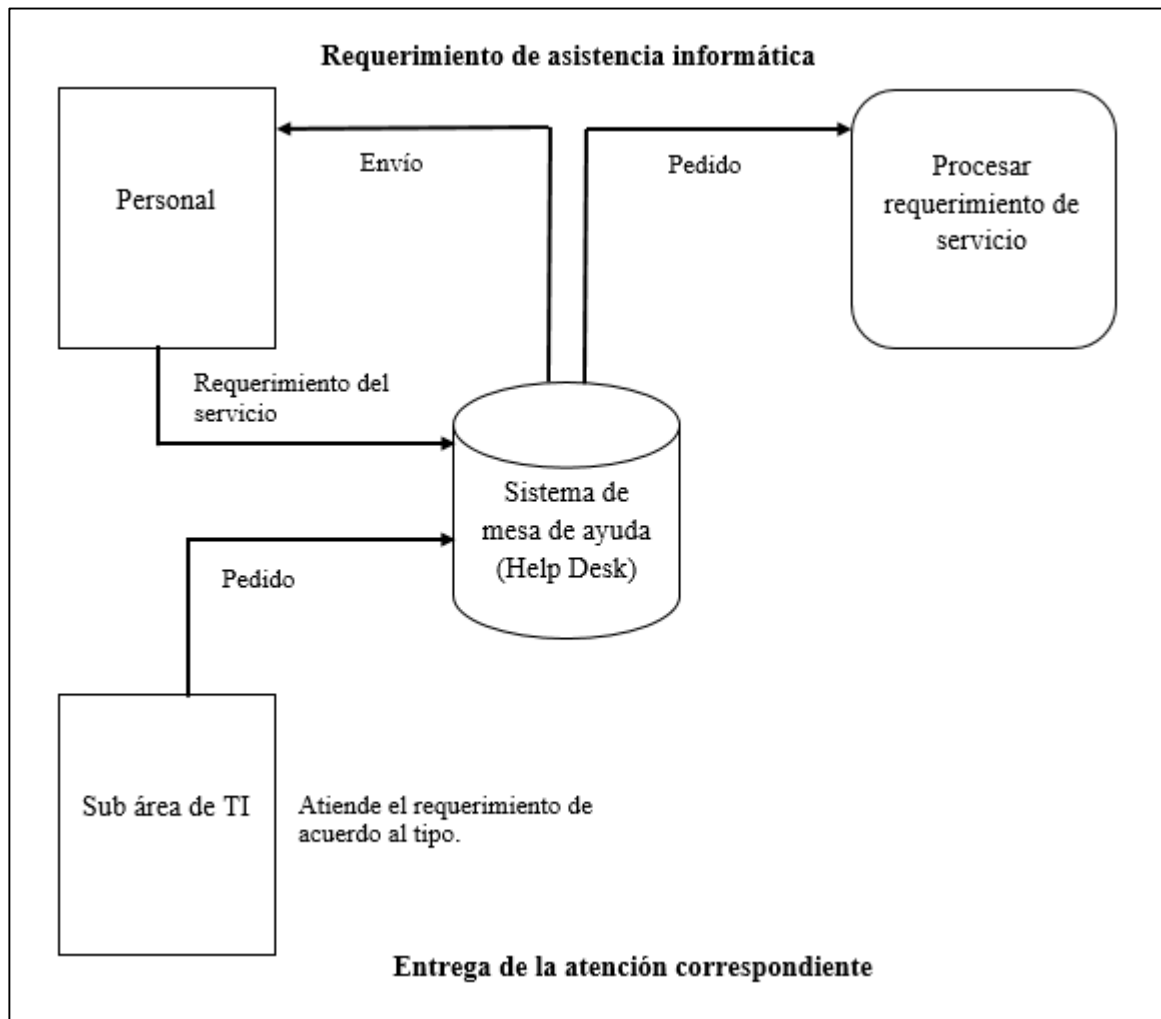 Requerimiento de asistencia informática
Personal
Envío
Pedido
Procesar
requerimiento de
servicio
Requerimiento del
servicio
Sistema de
mesa de ayuda
(Help Desk)
Pedido
Sub área de TI
Atiende el requerimiento de
acuerdo al tipo.
Entrega de la atención correspondiente